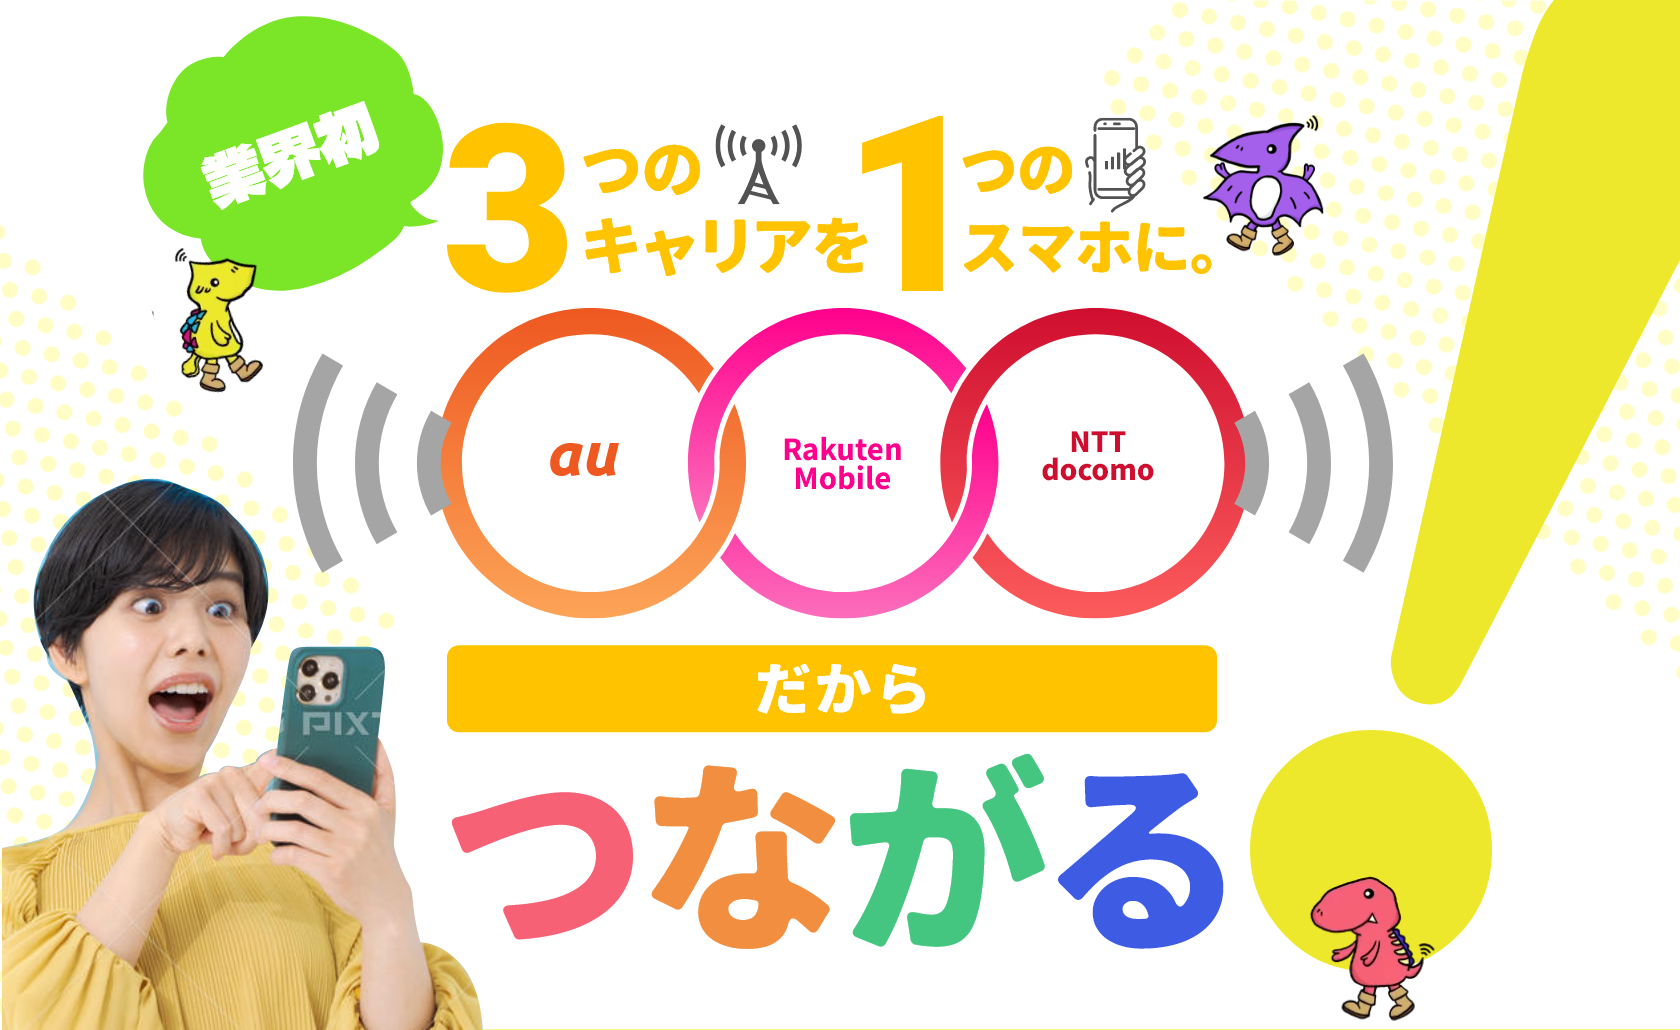 業界初
3つの 1つの
キャリアを スマホに。
au
Rakuten
Mobile
NTT
docomo
だから
つながる
PIXT